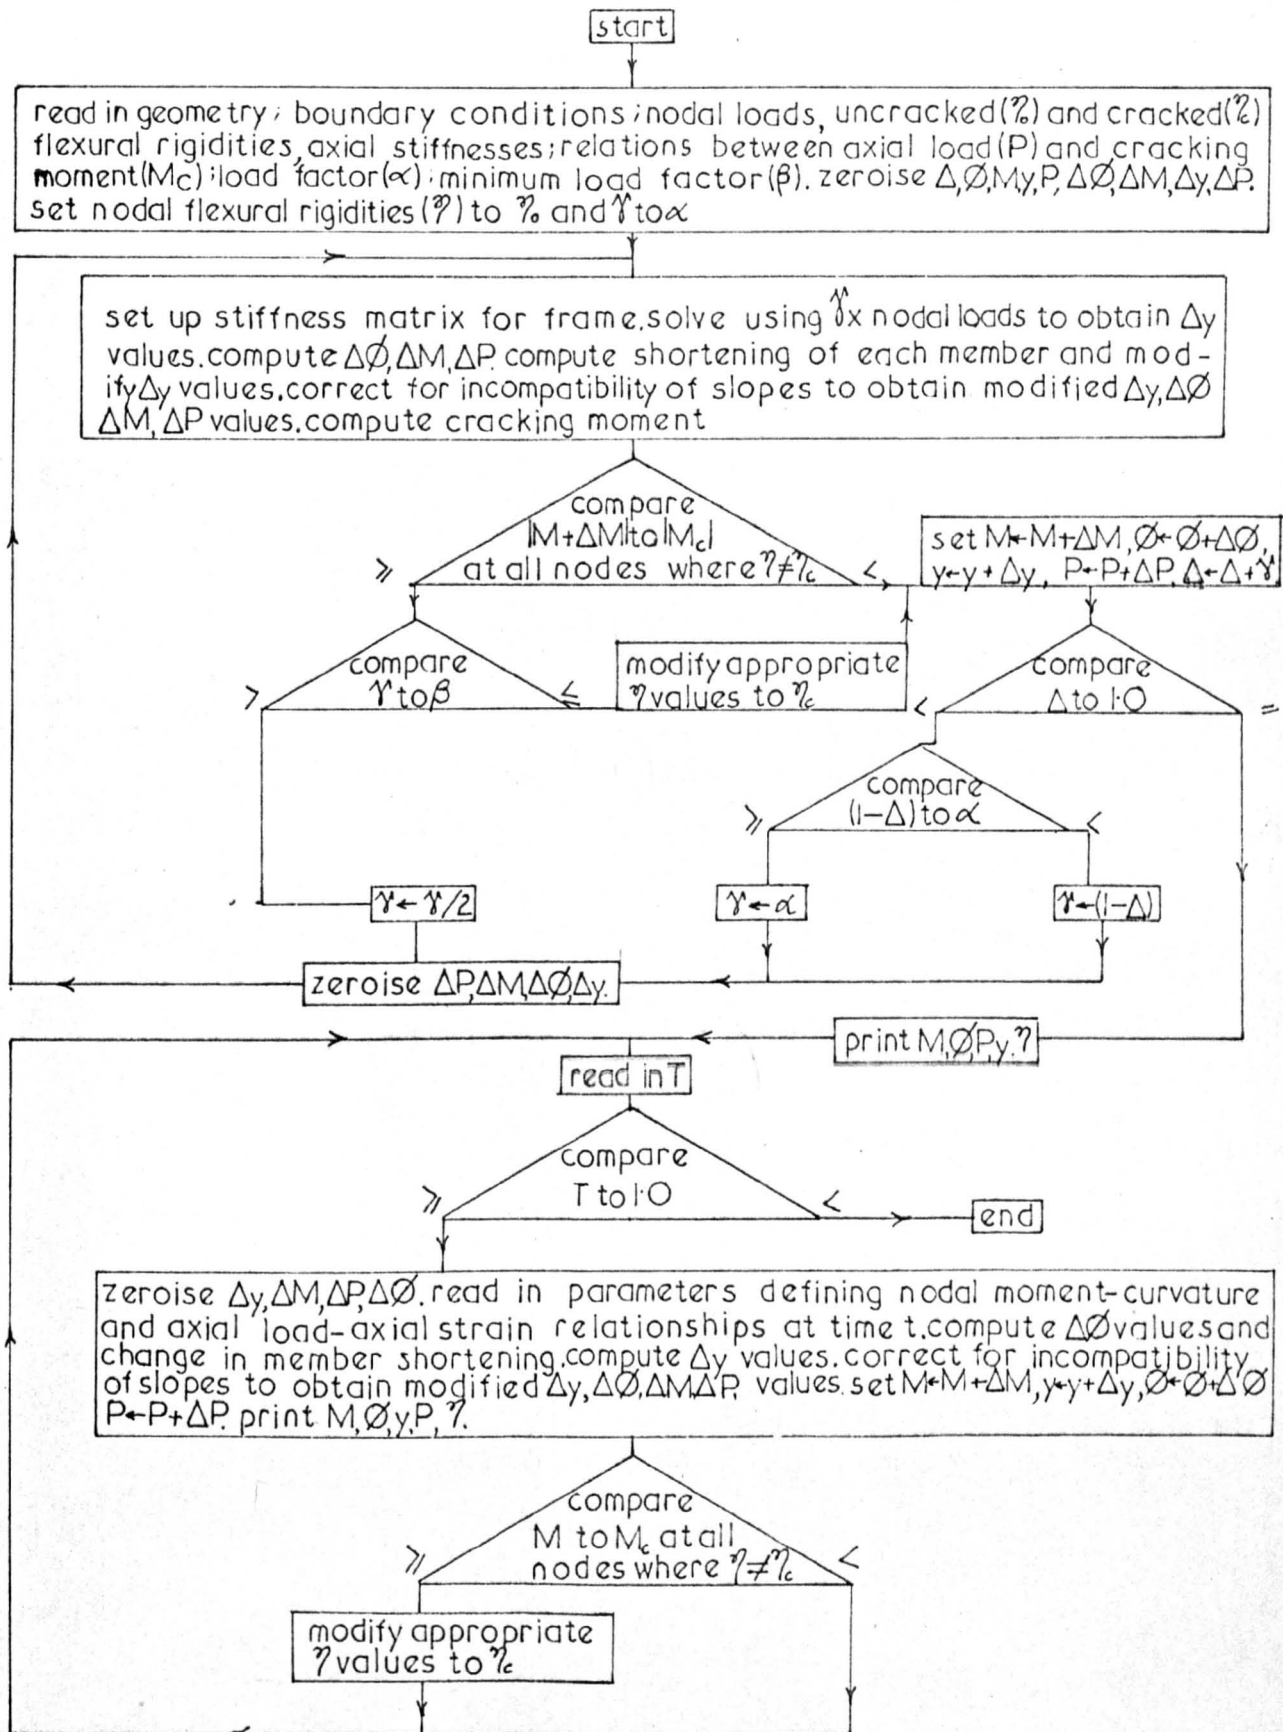 start
read in geometry; boundary conditions; nodal loads, uncracked(η₀) and cracked(η꜀)
flexural rigidities, axial stiffnesses; relations between axial load(P) and cracking
moment(Mc); load factor(α); minimum load factor(β). zeroise Δ,Ø,M,y,P,ΔØ,ΔM,Δy,ΔP.
set nodal flexural rigidities(η) to η₀ and γ to α
set up stiffness matrix for frame. solve using γx nodal loads to obtain Δy
values. compute ΔØ,ΔM,ΔP. compute shortening of each member and mod-
ify Δy values. correct for incompatibility of slopes to obtain modified Δy,ΔØ
ΔM, ΔP values. compute cracking moment
compare
|M+ΔM| to |Mc|
at all nodes where η≠ηc
⩾
<
set M←M+ΔM, Ø←Ø+ΔØ,
y←y+Δy, P←P+ΔP, Δ←Δ+γ
compare
γ to β
>
⩽
modify appropriate
η values to ηc
compare
Δ to 1·0
<
=
compare
(1-Δ) to α
⩾
<
γ←γ/2
γ←α
γ←(1-Δ)
zeroise ΔP,ΔM,ΔØ,Δy.
print M,Ø,P,y,η
read in T
compare
T to 1·0
⩾
<
end
zeroise Δy,ΔM,ΔP,ΔØ. read in parameters defining nodal moment-curvature
and axial load-axial strain relationships at time t. compute ΔØ values and
change in member shortening. compute Δy values. correct for incompatibility
of slopes to obtain modified Δy,ΔØ,ΔM,ΔP, values. set M←M+ΔM, y←y+Δy, Ø←Ø+ΔØ
P←P+ΔP. print M,Ø,y,P,η.
compare
M to Mc at all
nodes where η≠ηc
⩾
<
modify appropriate
η values to ηc